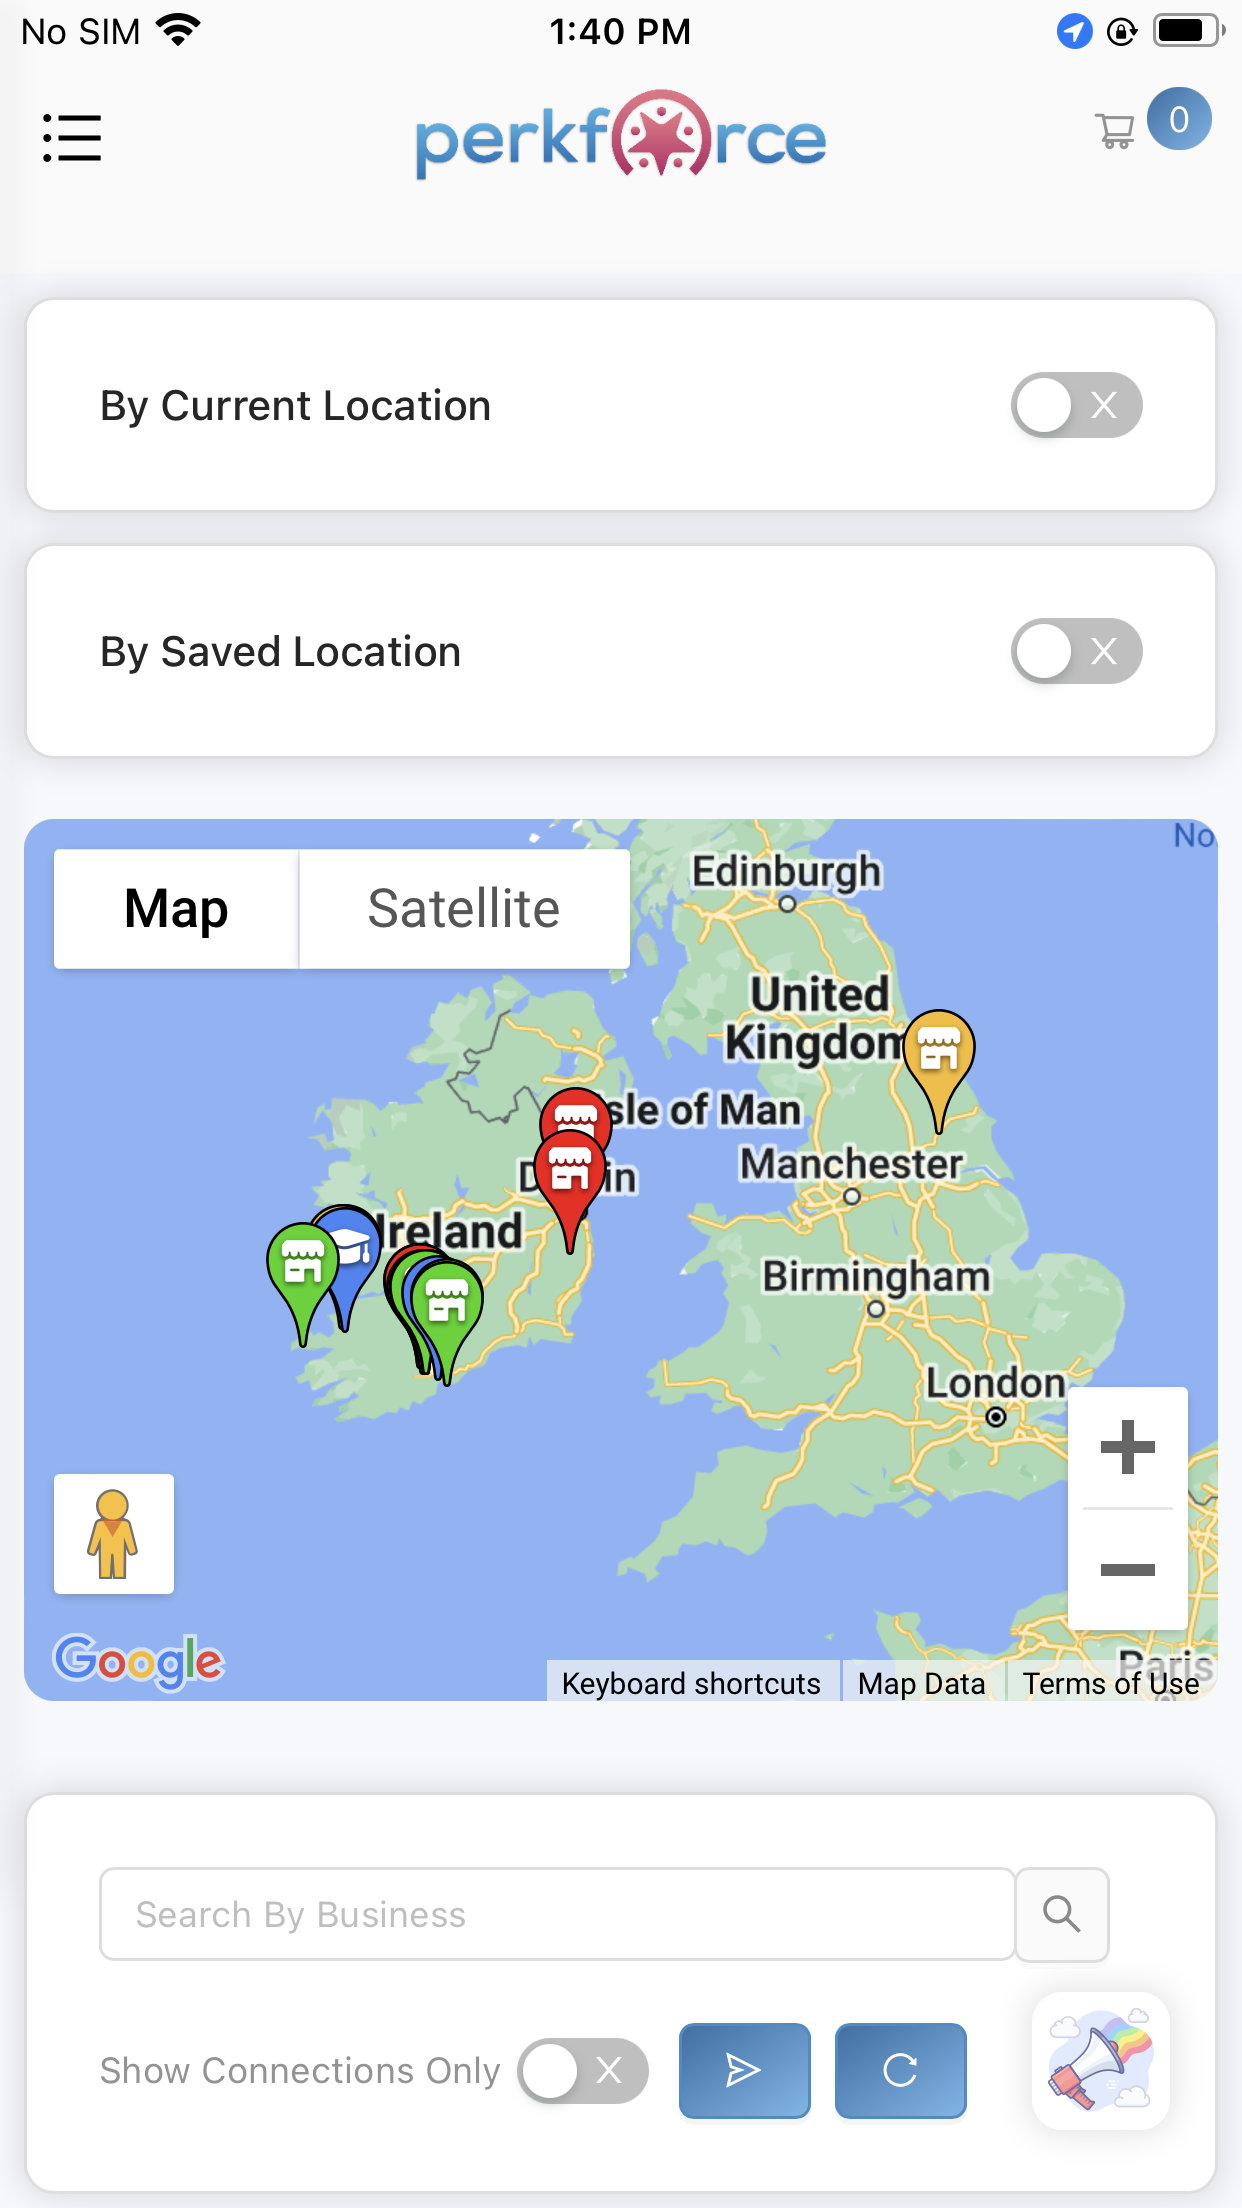 No SIM
1:40 PM
perkforce
0
By Current Location
X
By Saved Location
X
Map
Satellite
No
Edinburgh
United
Kingdom
Isle of Man
Manchester
Ireland
Birmingham
London
Paris
Google
Keyboard shortcuts
Map Data
Terms of Use
Search By Business
Show Connections Only
X